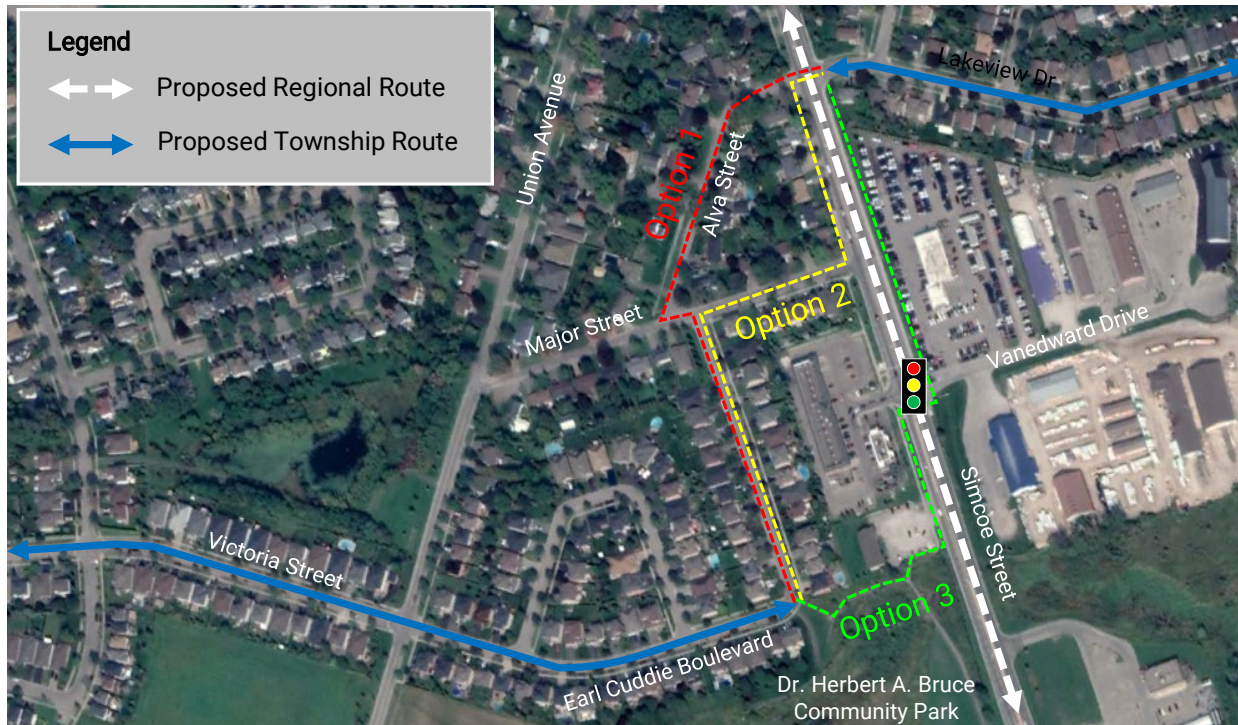 Legend
Proposed Regional Route
Proposed Township Route
Lakeview Dr
Union Avenue
Option 1
Alva Street
Option 2
Major Street
Vanedward Drive
Simcoe Street
Victoria Street
Option 3
Earl Cuddie Boulevard
Dr. Herbert A. Bruce
Community Park